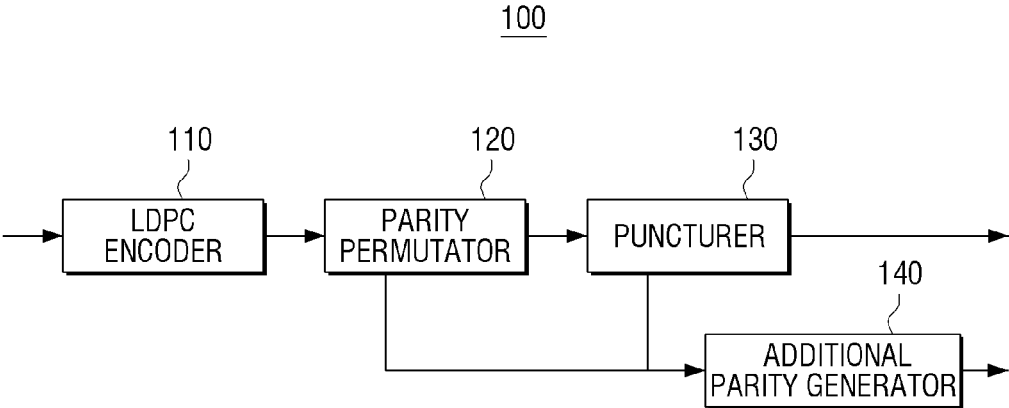 100
110
120
130
LDPC
ENCODER
PARITY
PERMUTATOR
PUNCTURER
140
ADDITIONAL
PARITY GENERATOR